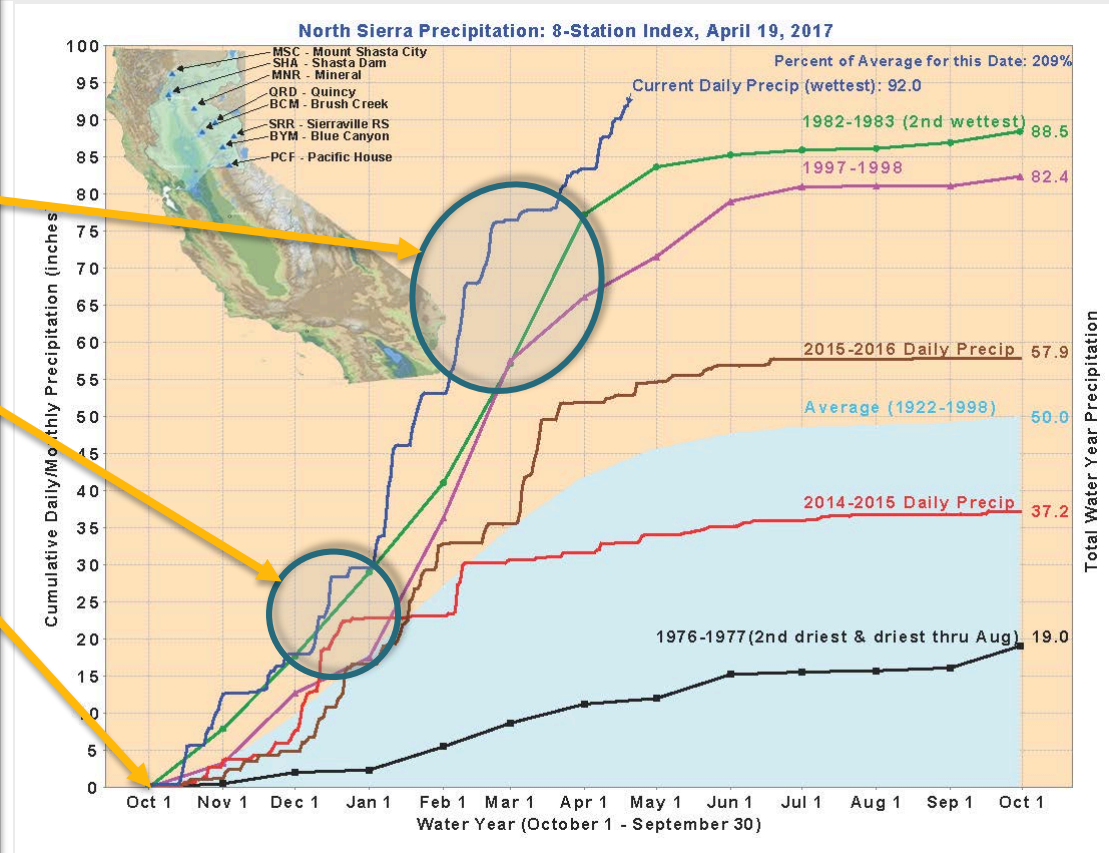 North Sierra Precipitation: 8-Station Index, April 19, 2017
Percent of Average for this Date: 209%
Current Daily Precip (wettest): 92.0
MSC - Mount Shasta City
SHA - Shasta Dam
MNR - Mineral
QRD - Quincy
BCM - Brush Creek
SRR - Sierraville RS
BYM - Blue Canyon
PCF - Pacific House
1982-1983 (2nd wettest) 88.5
1997-1998 82.4
2015-2016 Daily Precip 57.9
Average (1922-1998) 50.0
2014-2015 Daily Precip 37.2
1976-1977(2nd driest & driest thru Aug) 19.0
Cumulative Daily/Monthly Precipitation (inches)
100
95
90
85
80
75
70
65
60
55
50
45
40
35
30
25
20
15
10
5
0
Total Water Year Precipitation
Oct 1 Nov 1 Dec 1 Jan 1 Feb 1 Mar 1 Apr 1 May 1 Jun 1 Jul 1 Aug 1 Sep 1 Oct 1
Water Year (October 1 - September 30)